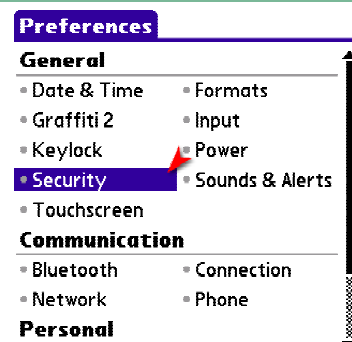 Preferences
General
Date & Time
Formats
Graffiti 2
Input
Keylock
Power
Security
Sounds & Alerts
Touchscreen
Communication
Bluetooth
Connection
Network
Phone
Personal